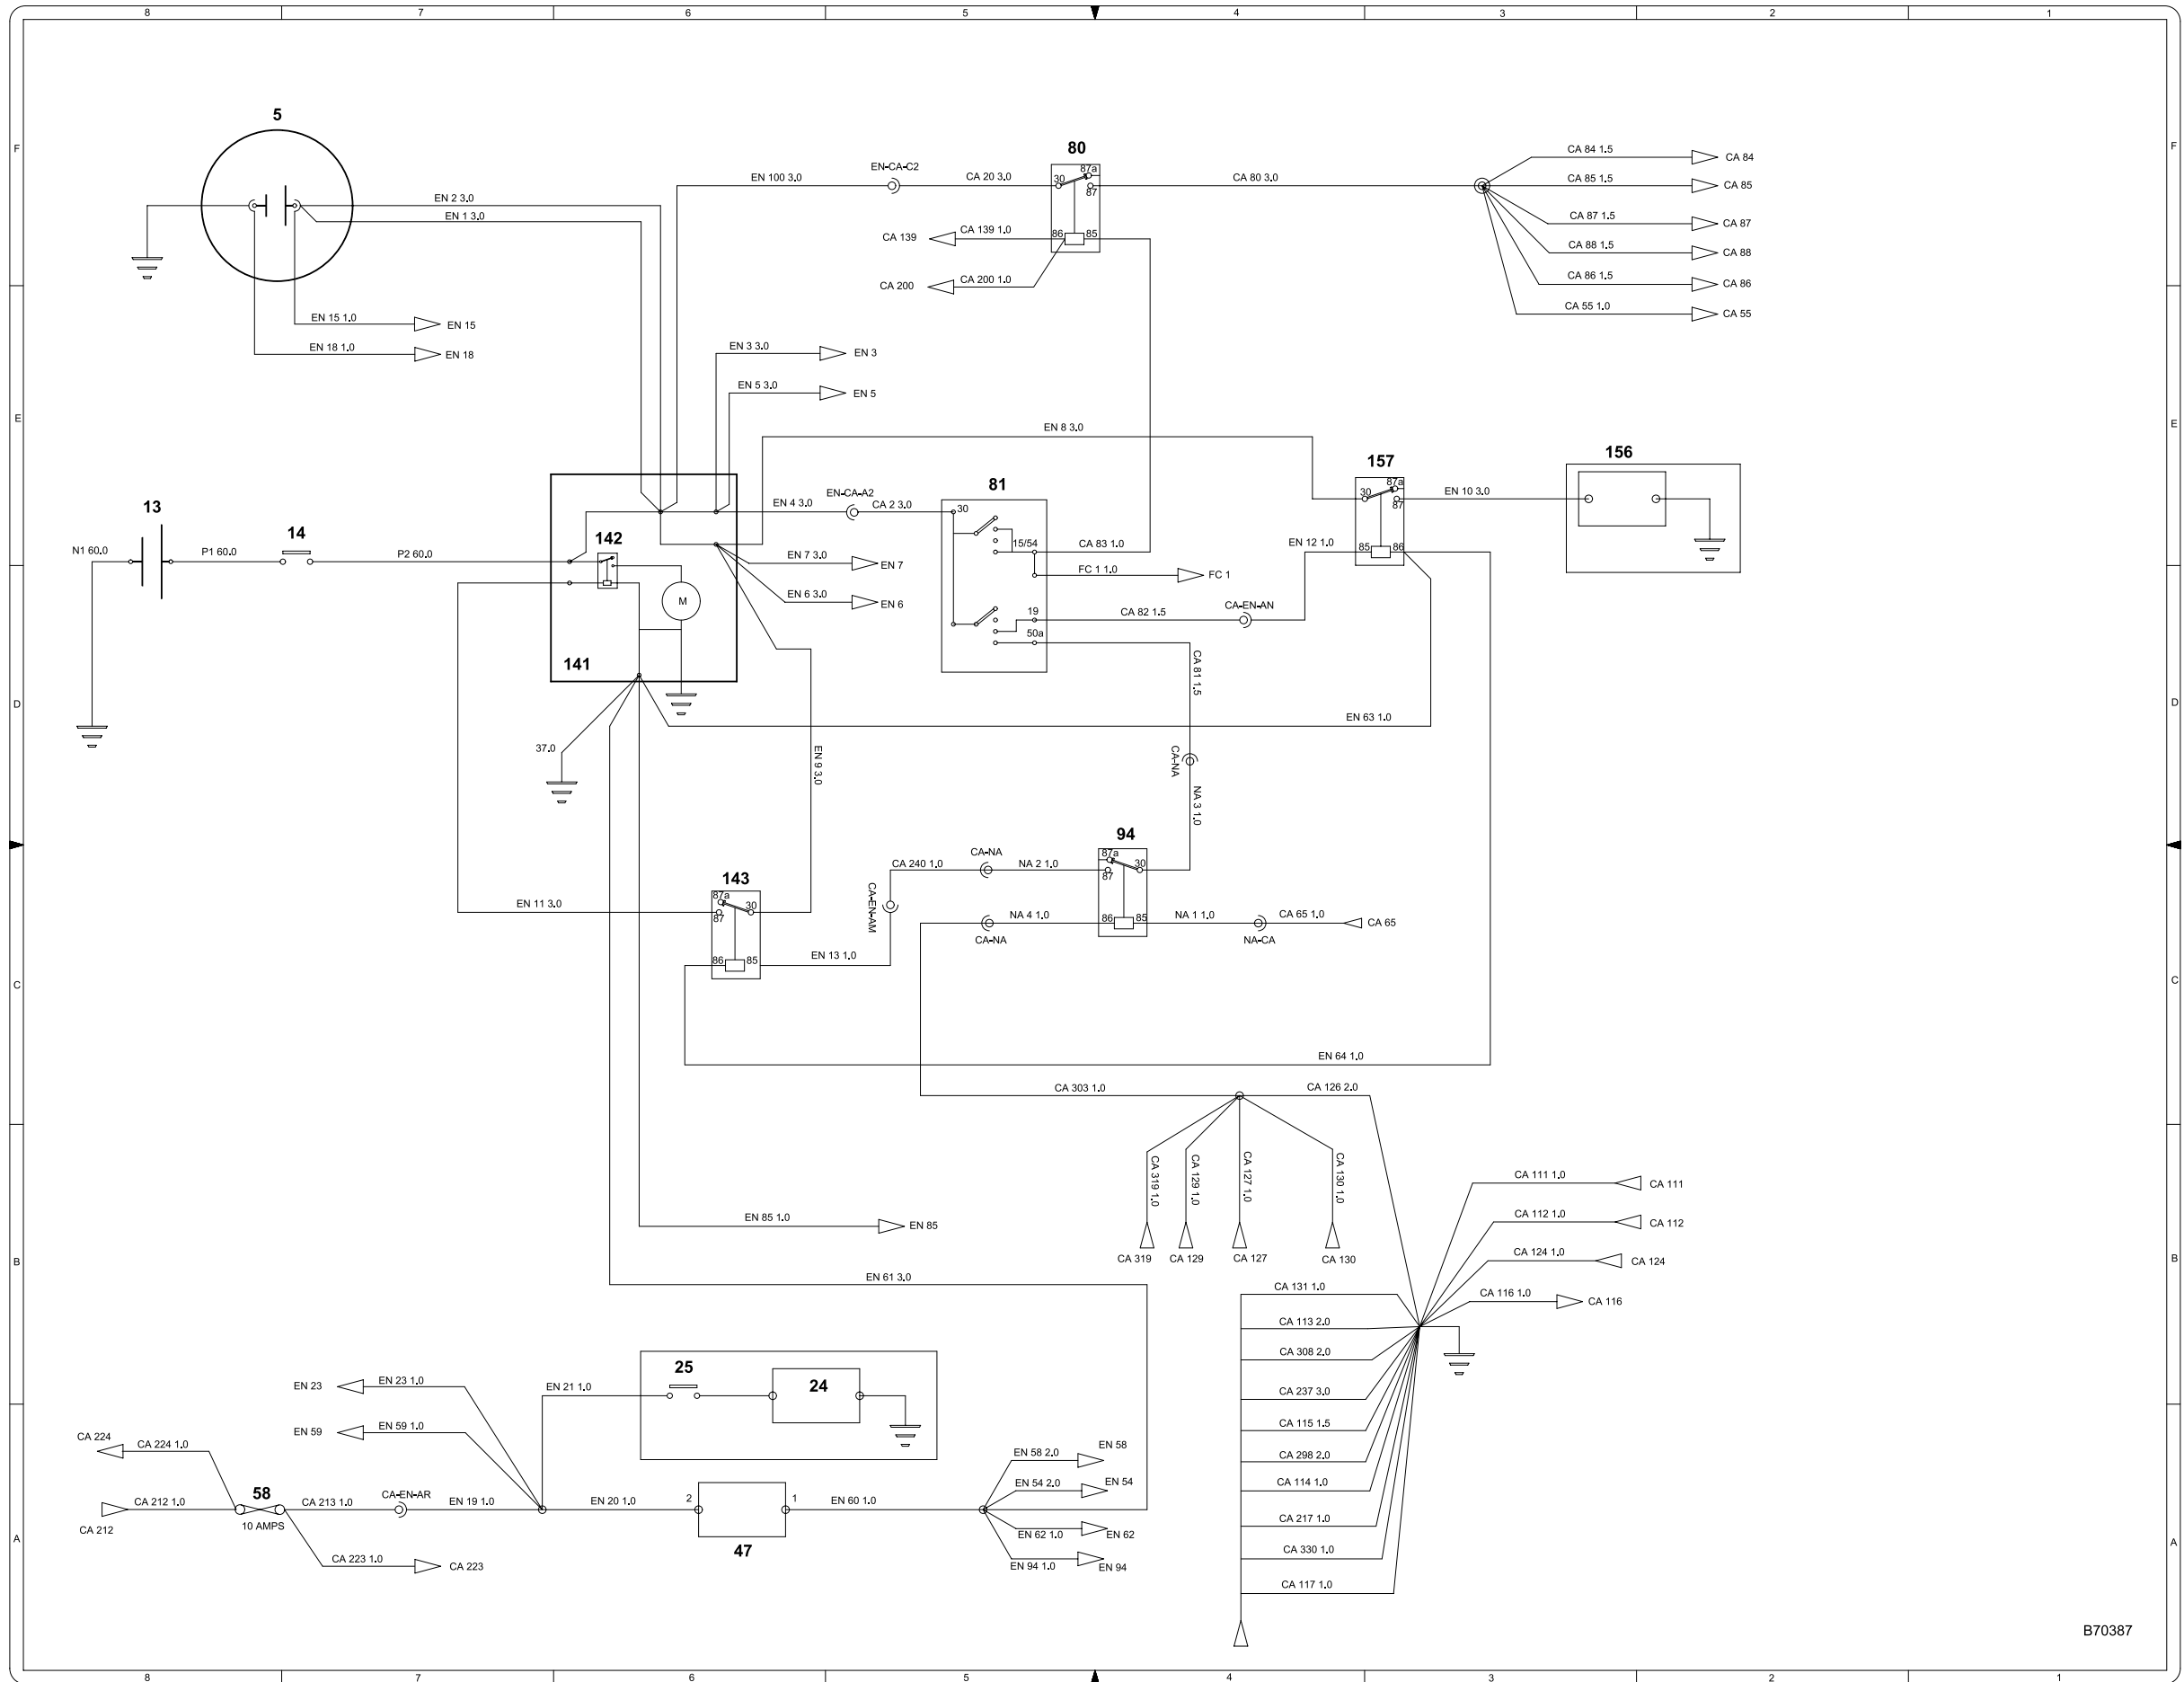 8 7 6 5 4 3 2 1
F F
5
80
EN-CA-C2
EN 100 3.0
CA 20 3.0
30
87a
87
CA 80 3.0
CA 84 1.5
CA 84
CA 85 1.5
CA 85
CA 87 1.5
CA 87
CA 88 1.5
CA 88
CA 86 1.5
CA 86
CA 55 1.0
CA 55
EN 2 3.0
EN 1 3.0
CA 139
CA 139 1.0
86
85
CA 200
CA 200 1.0
EN 15 1.0
EN 15
EN 18 1.0
EN 18
EN 3 3.0
EN 3
EN 5 3.0
EN 5
E E
EN 8 3.0
13
14
N1 60.0
P1 60.0
P2 60.0
142
M
141
EN-CA-A2
EN 4 3.0
CA 2 3.0
81
30
15/54
19
50a
EN 7 3.0
EN 7
EN 6 3.0
EN 6
CA 83 1.0
FC 1 1.0
FC 1
CA 82 1.5
CA-EN-AN
EN 12 1.0
157
30
87a
87
85
86
EN 10 3.0
156
CA 81 1.5
D D
EN 63 1.0
37.0
EN 9 3.0
CA-NA
NA 3 1.0
94
87a
87
30
86
85
CA 240 1.0
CA-NA
NA 2 1.0
CA-EN-AM
143
87a
87
30
86
85
EN 11 3.0
EN 13 1.0
NA 4 1.0
CA-NA
NA 1 1.0
NA-CA
CA 65 1.0
CA 65
C C
EN 64 1.0
CA 303 1.0
CA 126 2.0
CA 319 1.0
CA 129 1.0
CA 127 1.0
CA 130 1.0
CA 319
CA 129
CA 127
CA 130
CA 111 1.0
CA 111
CA 112 1.0
CA 112
CA 124 1.0
CA 124
CA 116 1.0
CA 116
EN 85 1.0
EN 85
B B
EN 61 3.0
CA 131 1.0
CA 113 2.0
CA 308 2.0
CA 237 3.0
CA 115 1.5
CA 298 2.0
CA 114 1.0
CA 217 1.0
CA 330 1.0
CA 117 1.0
25
24
EN 23
EN 23 1.0
EN 21 1.0
EN 59
EN 59 1.0
CA 224
CA 224 1.0
CA 212 1.0
CA 212
58
10 AMPS
CA 213 1.0
CA-EN-AR
EN 19 1.0
EN 20 1.0
2
1
47
EN 60 1.0
EN 58 2.0
EN 58
EN 54 2.0
EN 54
EN 62 1.0
EN 62
EN 94 1.0
EN 94
CA 223 1.0
CA 223
A A
B70387
8 7 6 5 4 3 2 1